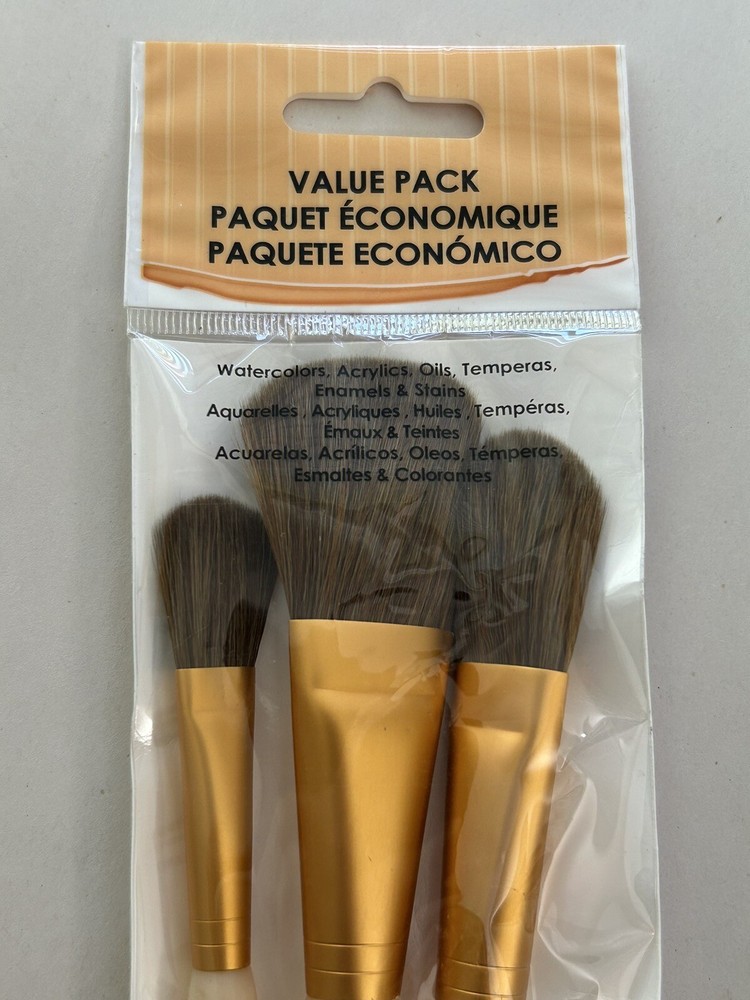 VALUE PACK
PAQUET ÉCONOMIQUE
PAQUETE ECONÓMICO
Watercolors, Acrylics, Oils, Temperas,
Enamels & Stains
Aquarelles , Acryliques , Huiles , Tempéras,
Émaux & Teintes
Acuarelas, Acrílicos, Oleos, Témperas,
Esmaltes & Colorantes